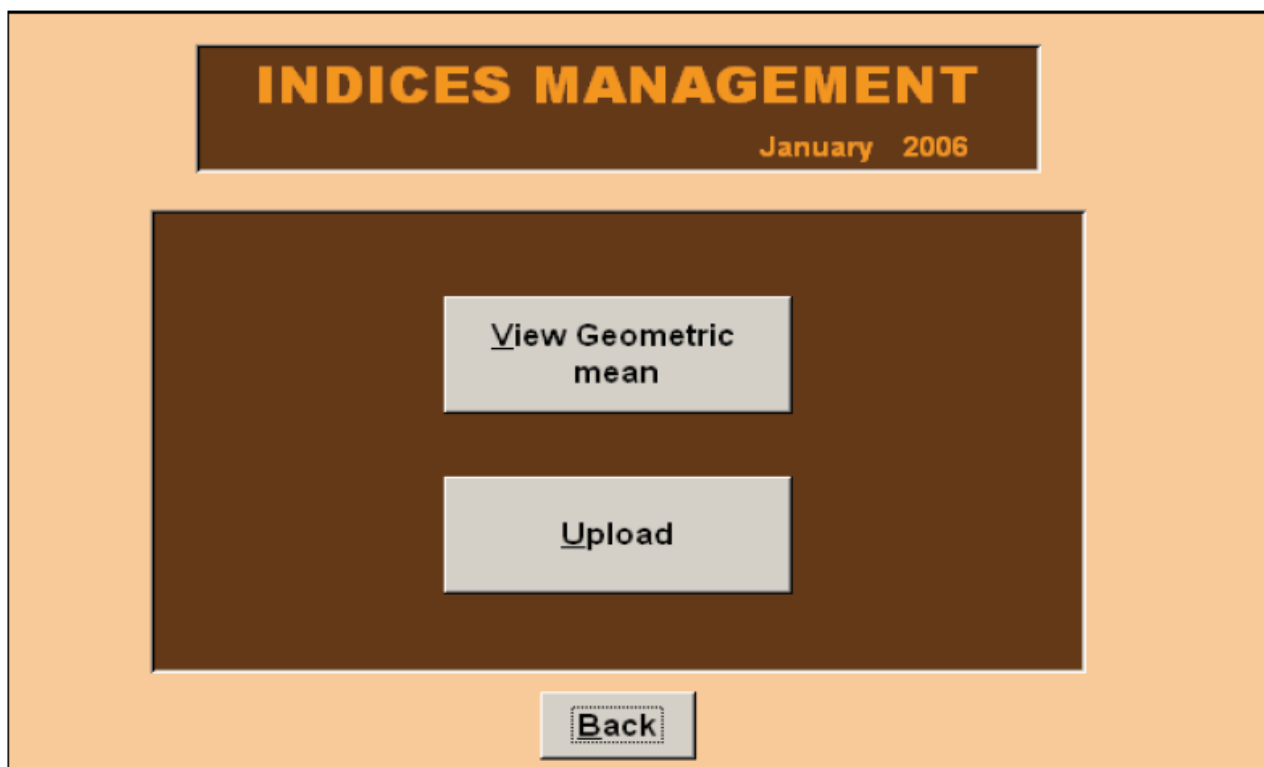 INDICES MANAGEMENT
January 2006
View Geometric
mean
Upload
Back